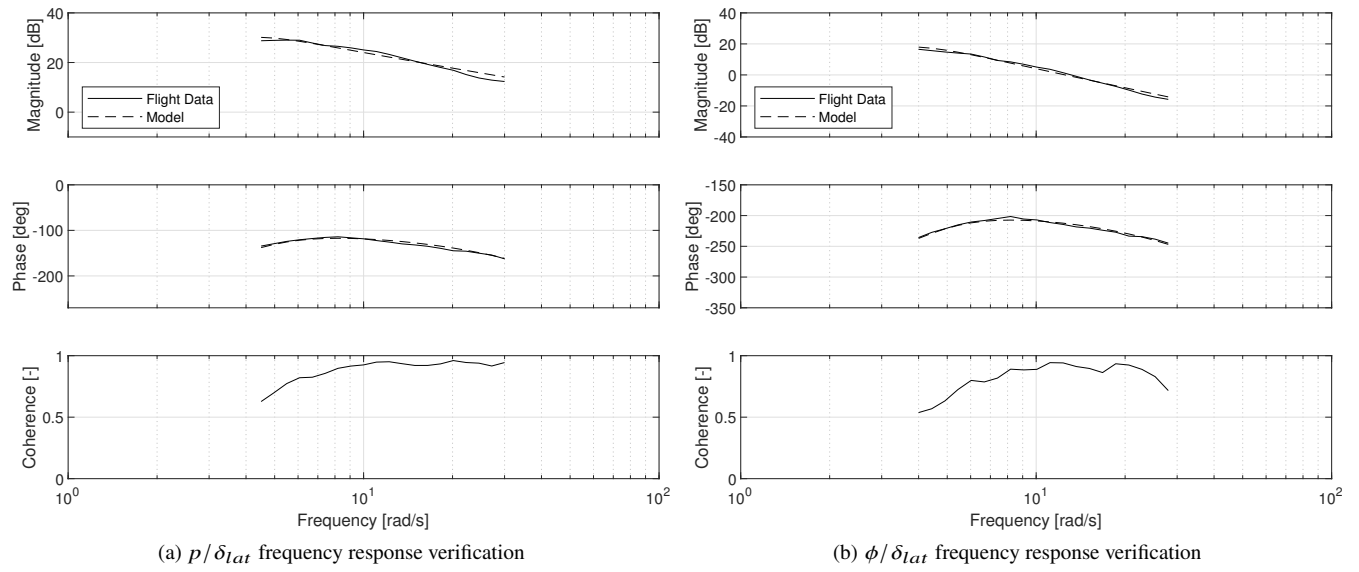 Magnitude [dB]
40
20
0
Flight Data
Model
Phase [deg]
0
-100
-200
Coherence [-]
1
0.5
0
10^0
10^1
10^2
Frequency [rad/s]
(a) p/δ_lat frequency response verification
Magnitude [dB]
40
20
0
-20
-40
Flight Data
Model
Phase [deg]
-150
-200
-250
-300
-350
Coherence [-]
1
0.5
0
10^0
10^1
10^2
Frequency [rad/s]
(b) ϕ/δ_lat frequency response verification